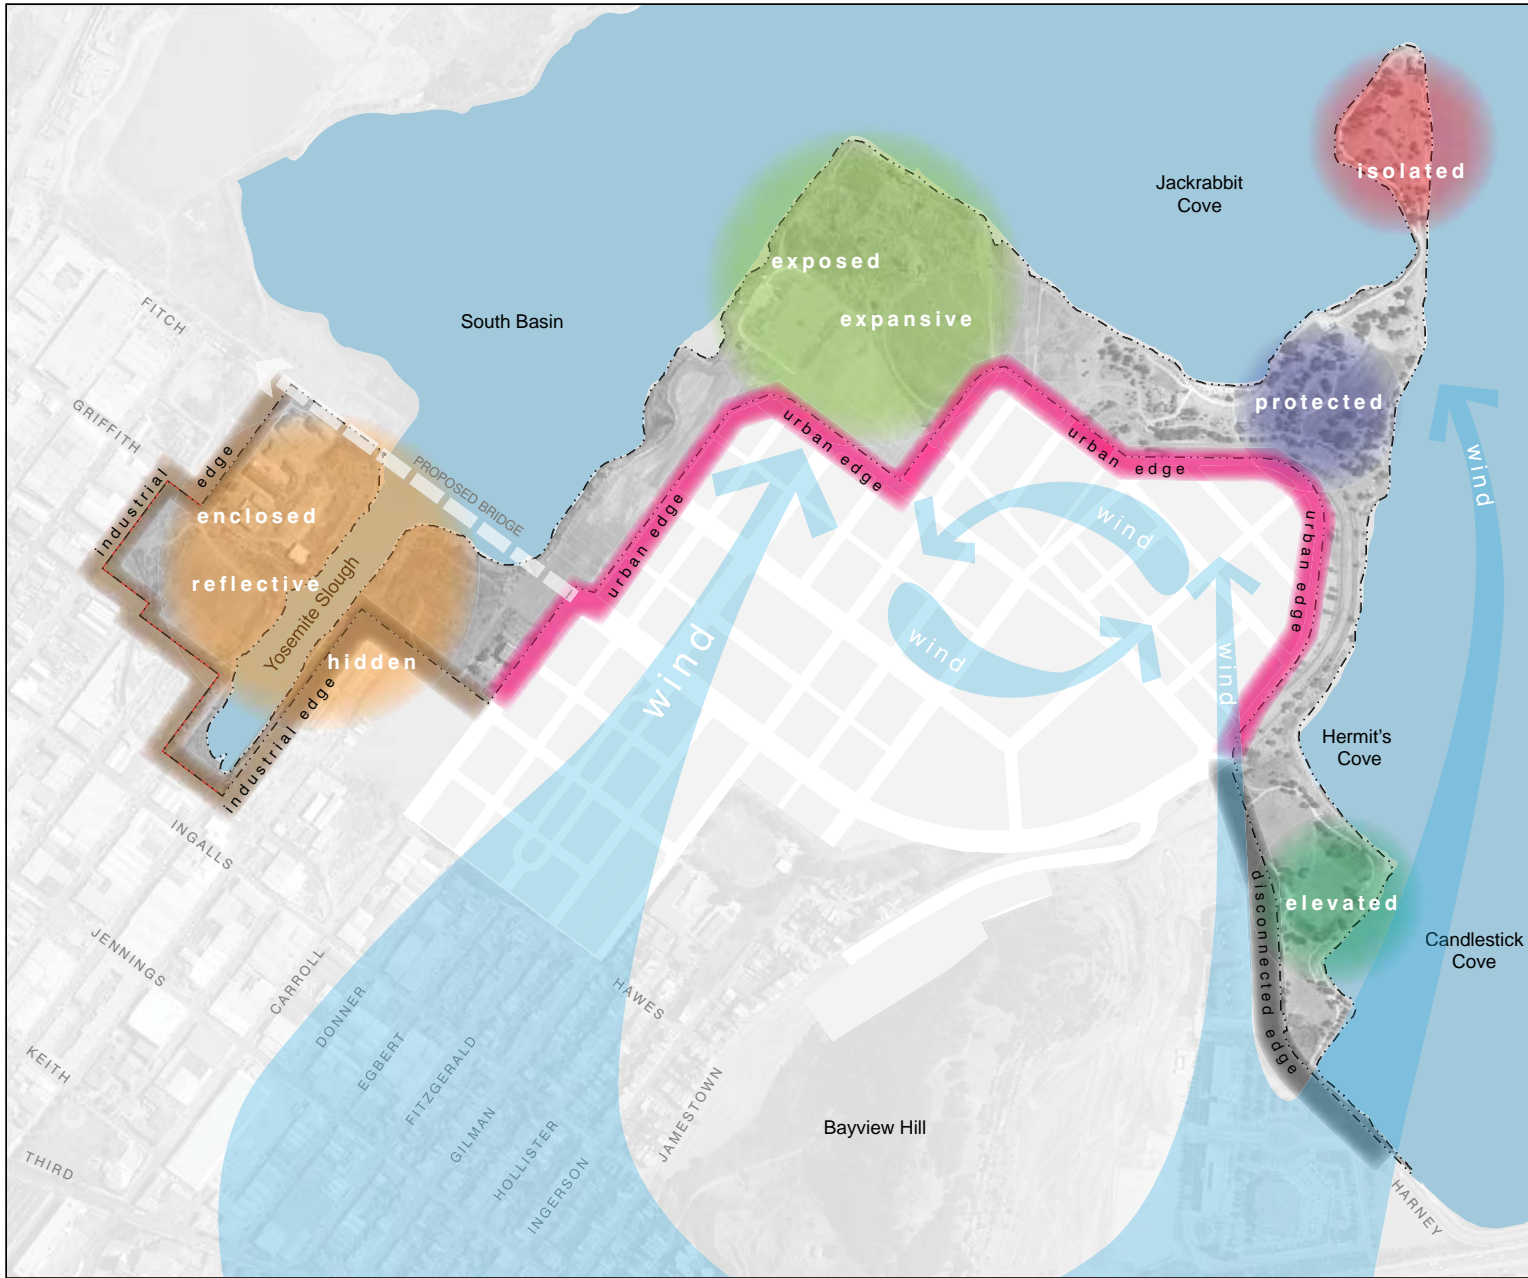 isolated
Jackrabbit
Cove
exposed
expansive
South Basin
FITCH
GRIFFITH
protected
industrial
edge
PROPOSED BRIDGE
enclosed
reflective
Yosemite Slough
hidden
industrial edge
urban edge
urban edge
urban
edge
urban edge
wind
wind
wind
wind
wind
Hermit's
Cove
elevated
disconnected edge
Candlestick
Cove
INGALLS
JENNINGS
KEITH
THIRD
CARROLL
DONNER
EGBERT
FITZGERALD
GILMAN
HOLLISTER
INGERSON
HAWES
JAMESTOWN
Bayview Hill
HARNEY